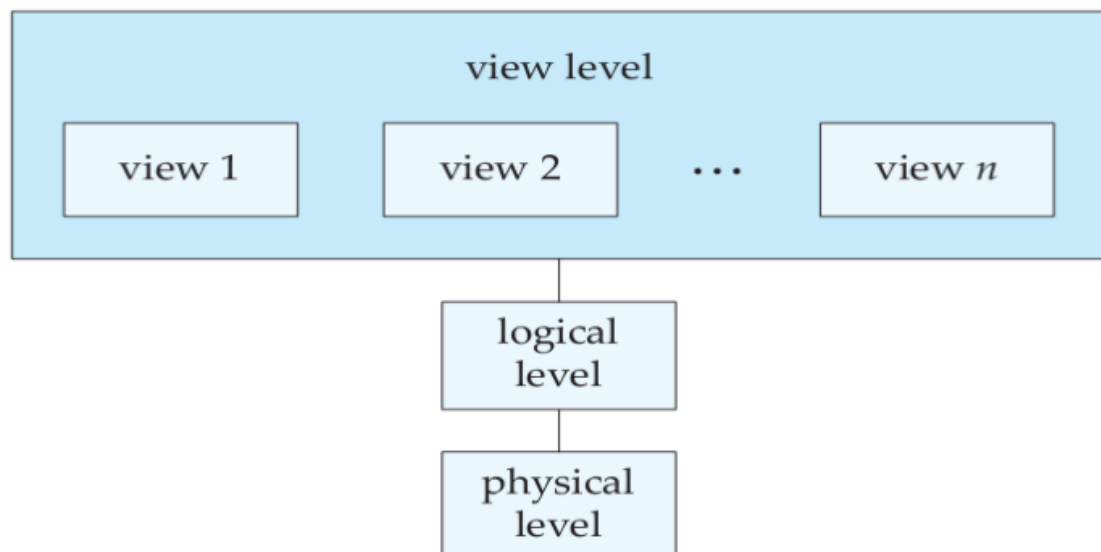 view level
view 1
view 2
...
view n
logical
level
physical
level